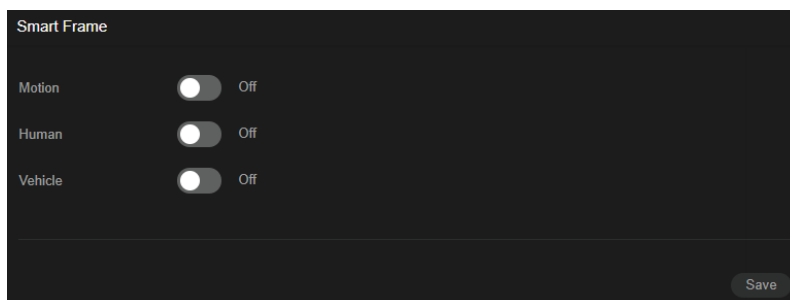 Smart Frame
Motion Off
Human Off
Vehicle Off
Save